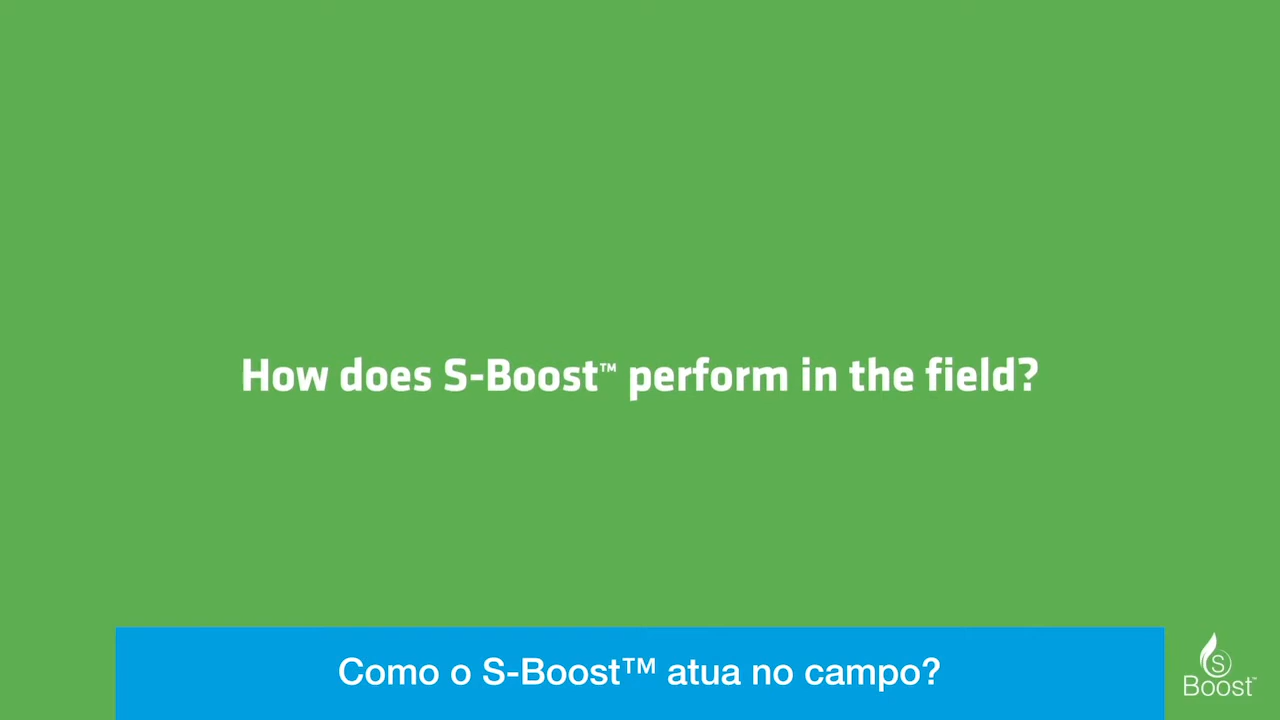 How does S-Boost™ perform in the field?
Como o S-Boost™ atua no campo?
S
Boost™